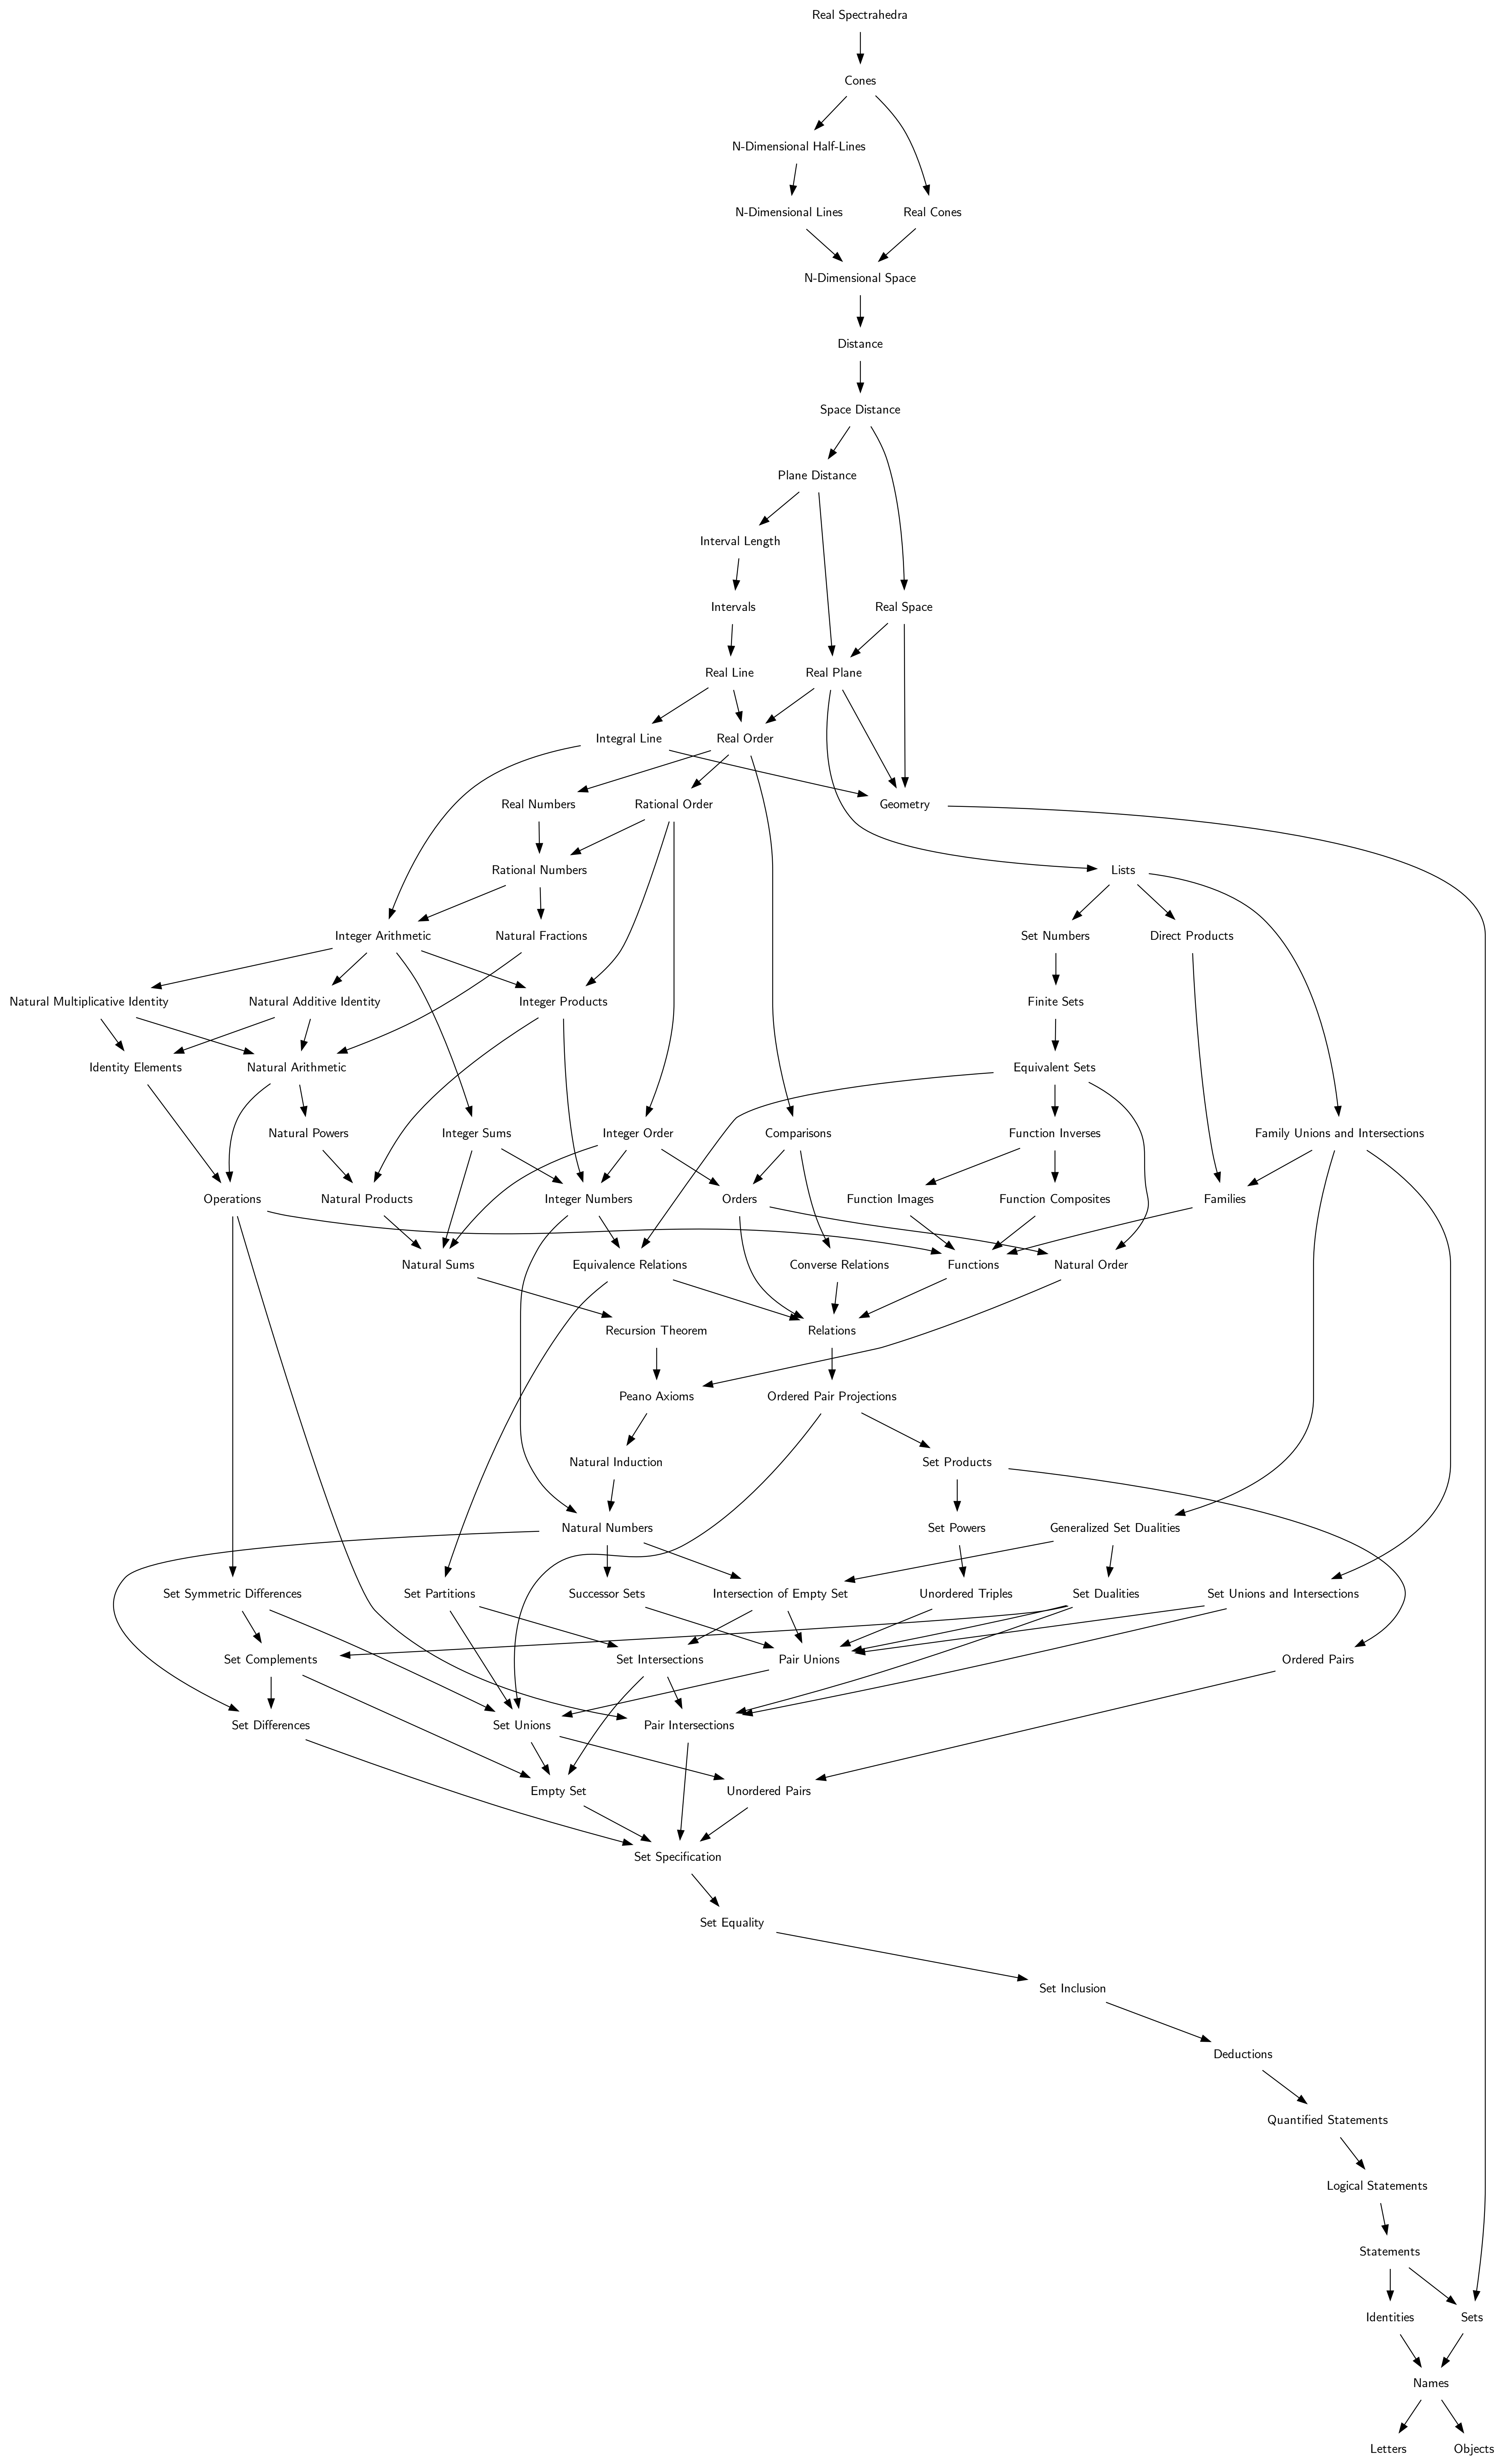 Real Spectrahedra
Cones
N-Dimensional Half-Lines
N-Dimensional Lines
Real Cones
N-Dimensional Space
Distance
Space Distance
Plane Distance
Interval Length
Intervals
Real Space
Real Line
Real Plane
Integral Line
Real Order
Real Numbers
Rational Order
Geometry
Rational Numbers
Lists
Integer Arithmetic
Natural Fractions
Set Numbers
Direct Products
Natural Multiplicative Identity
Natural Additive Identity
Integer Products
Finite Sets
Identity Elements
Natural Arithmetic
Equivalent Sets
Natural Powers
Integer Sums
Integer Order
Comparisons
Function Inverses
Family Unions and Intersections
Operations
Natural Products
Integer Numbers
Orders
Function Images
Function Composites
Families
Natural Sums
Equivalence Relations
Converse Relations
Functions
Natural Order
Recursion Theorem
Relations
Peano Axioms
Ordered Pair Projections
Natural Induction
Set Products
Natural Numbers
Set Powers
Generalized Set Dualities
Set Symmetric Differences
Set Partitions
Successor Sets
Intersection of Empty Set
Unordered Triples
Set Dualities
Set Unions and Intersections
Set Complements
Set Intersections
Pair Unions
Ordered Pairs
Set Differences
Set Unions
Pair Intersections
Empty Set
Unordered Pairs
Set Specification
Set Equality
Set Inclusion
Deductions
Quantified Statements
Logical Statements
Statements
Identities
Sets
Names
Letters
Objects